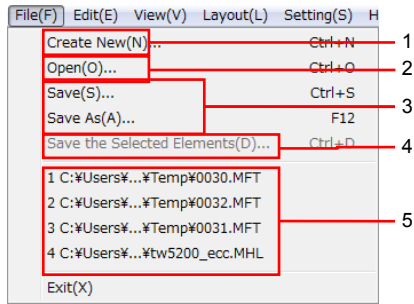 File(F) Edit(E) View(V) Layout(L) Setting(S) H
Create New(N)... Ctrl+N 1
Open(O)... Ctrl+O 2
Save(S)... Ctrl+S
3
Save As(A)... F12
Save the Selected Elements(D)... Ctrl+D 4
1 C:¥Users¥...¥Temp¥0030.MFT
2 C:¥Users¥...¥Temp¥0032.MFT
3 C:¥Users¥...¥Temp¥0031.MFT 5
4 C:¥Users¥...¥tw5200_ecc.MHL
Exit(X)